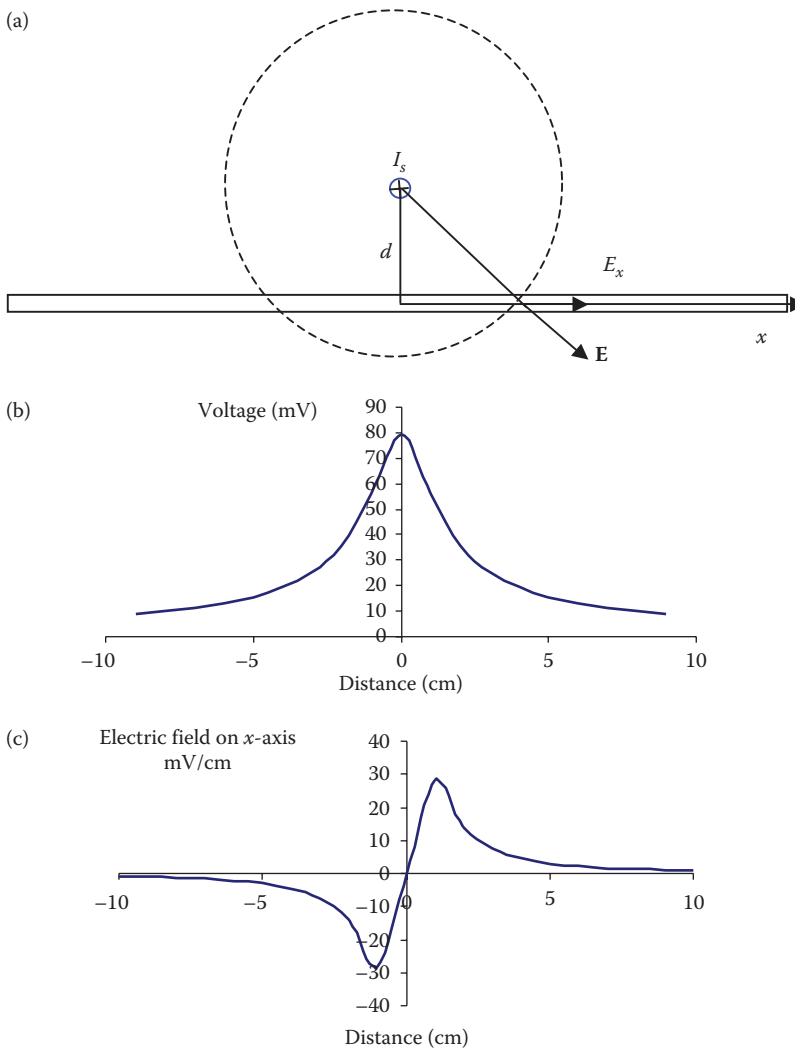 (a)
I_s
d
E_x
x
E
(b)
Voltage (mV)
90
80
70
60
50
40
30
20
10
0
−10 −5 0 5 10
Distance (cm)
(c)
Electric field on x-axis
mV/cm
40
30
20
10
0
−10 −5 0 5 10
−10
−20
−30
−40
Distance (cm)